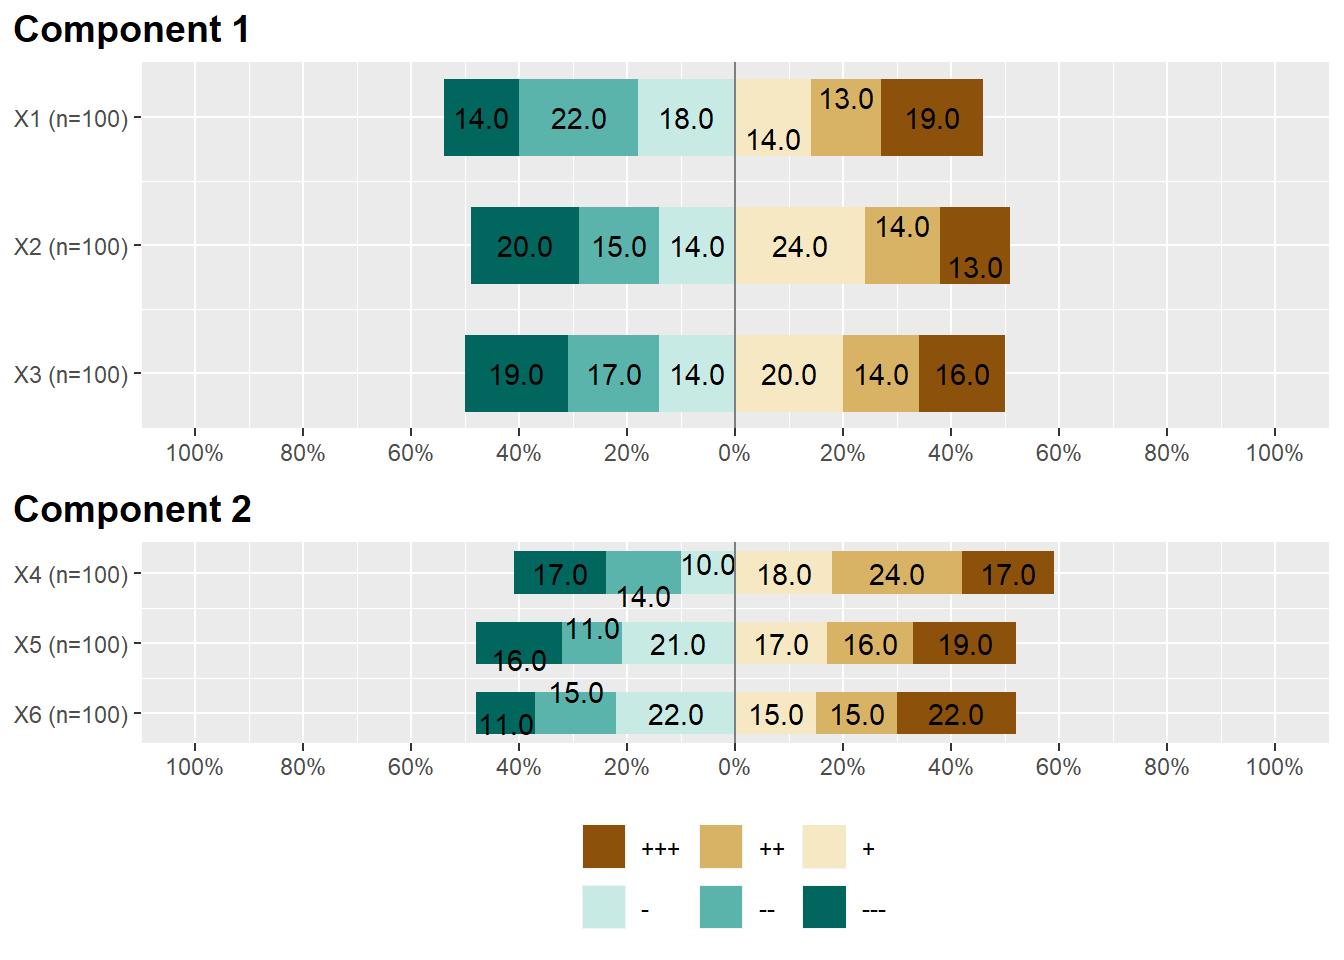 Component 1
X1 (n=100) 14.0 22.0 18.0 14.0 13.0 19.0
X2 (n=100) 20.0 15.0 14.0 24.0 14.0 13.0
X3 (n=100) 19.0 17.0 14.0 20.0 14.0 16.0
100% 80% 60% 40% 20% 0% 20% 40% 60% 80% 100%
Component 2
X4 (n=100) 17.0 14.0 10.0 18.0 24.0 17.0
X5 (n=100) 16.0 11.0 21.0 17.0 16.0 19.0
X6 (n=100) 11.0 15.0 22.0 15.0 15.0 22.0
100% 80% 60% 40% 20% 0% 20% 40% 60% 80% 100%
+++ ++ +
- -- ---